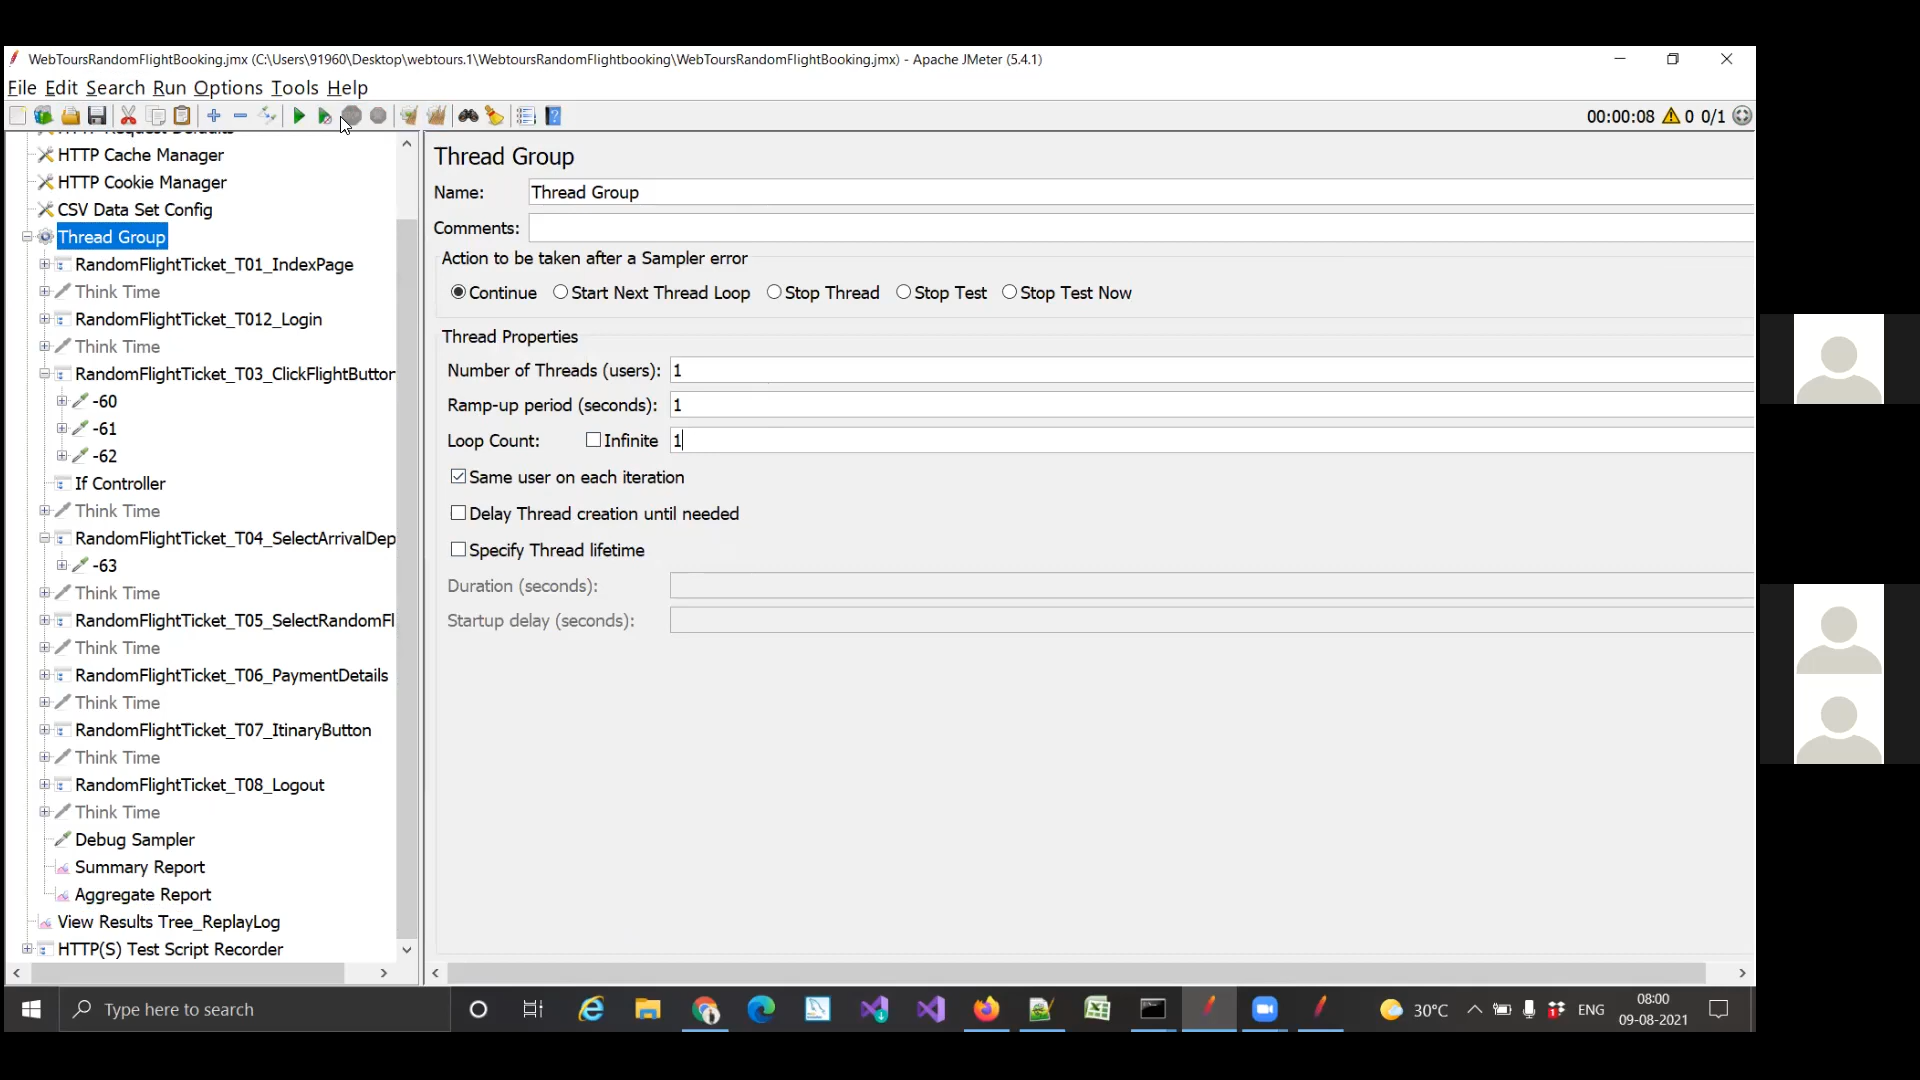 WebToursRandomFlightBooking.jmx (C:\Users\91960\Desktop\webtours.1\WebtoursRandomFlightbooking\WebToursRandomFlightBooking.jmx) - Apache JMeter (5.4.1)
File Edit Search Run Options Tools Help
00:00:08 0 0/1
HTTP Request Defaults
HTTP Cache Manager
HTTP Cookie Manager
CSV Data Set Config
Thread Group
RandomFlightTicket_T01_IndexPage
Think Time
RandomFlightTicket_T012_Login
Think Time
RandomFlightTicket_T03_ClickFlightButton
-60
-61
-62
If Controller
Think Time
RandomFlightTicket_T04_SelectArrivalDep
-63
Think Time
RandomFlightTicket_T05_SelectRandomFl
Think Time
RandomFlightTicket_T06_PaymentDetails
Think Time
RandomFlightTicket_T07_ItinaryButton
Think Time
RandomFlightTicket_T08_Logout
Think Time
Debug Sampler
Summary Report
Aggregate Report
View Results Tree_ReplayLog
HTTP(S) Test Script Recorder
Thread Group
Name: Thread Group
Comments:
Action to be taken after a Sampler error
Continue Start Next Thread Loop Stop Thread Stop Test Stop Test Now
Thread Properties
Number of Threads (users): 1
Ramp-up period (seconds): 1
Loop Count: Infinite 1
Same user on each iteration
Delay Thread creation until needed
Specify Thread lifetime
Duration (seconds):
Startup delay (seconds):
Type here to search
30°C
ENG
08:00
09-08-2021